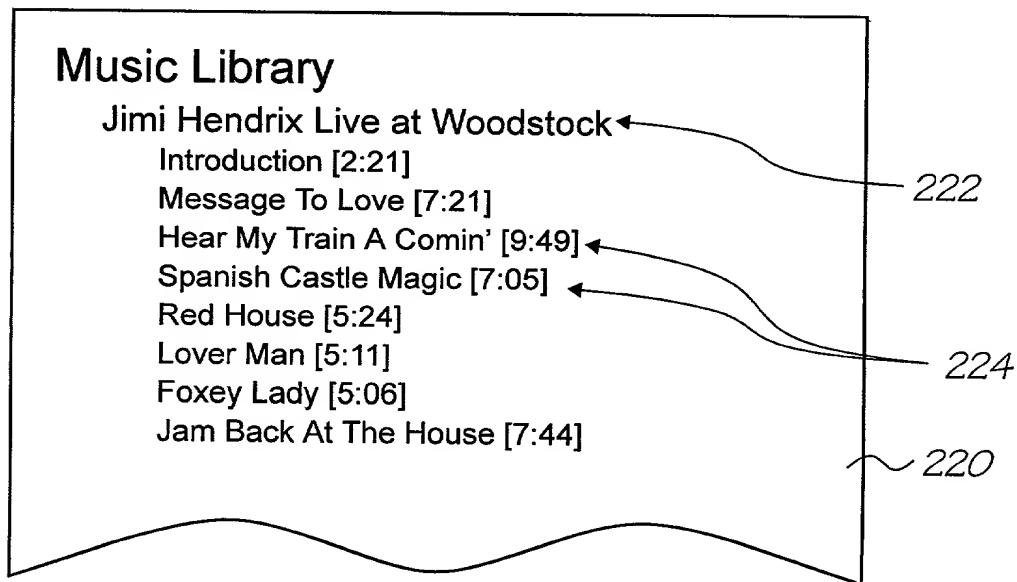 Music Library
Jimi Hendrix Live at Woodstock
Introduction [2:21]
222
Message To Love [7:21]
Hear My Train A Comin' [9:49]
Spanish Castle Magic [7:05]
Red House [5:24]
Lover Man [5:11]
224
Foxey Lady [5:06]
Jam Back At The House [7:44]
220